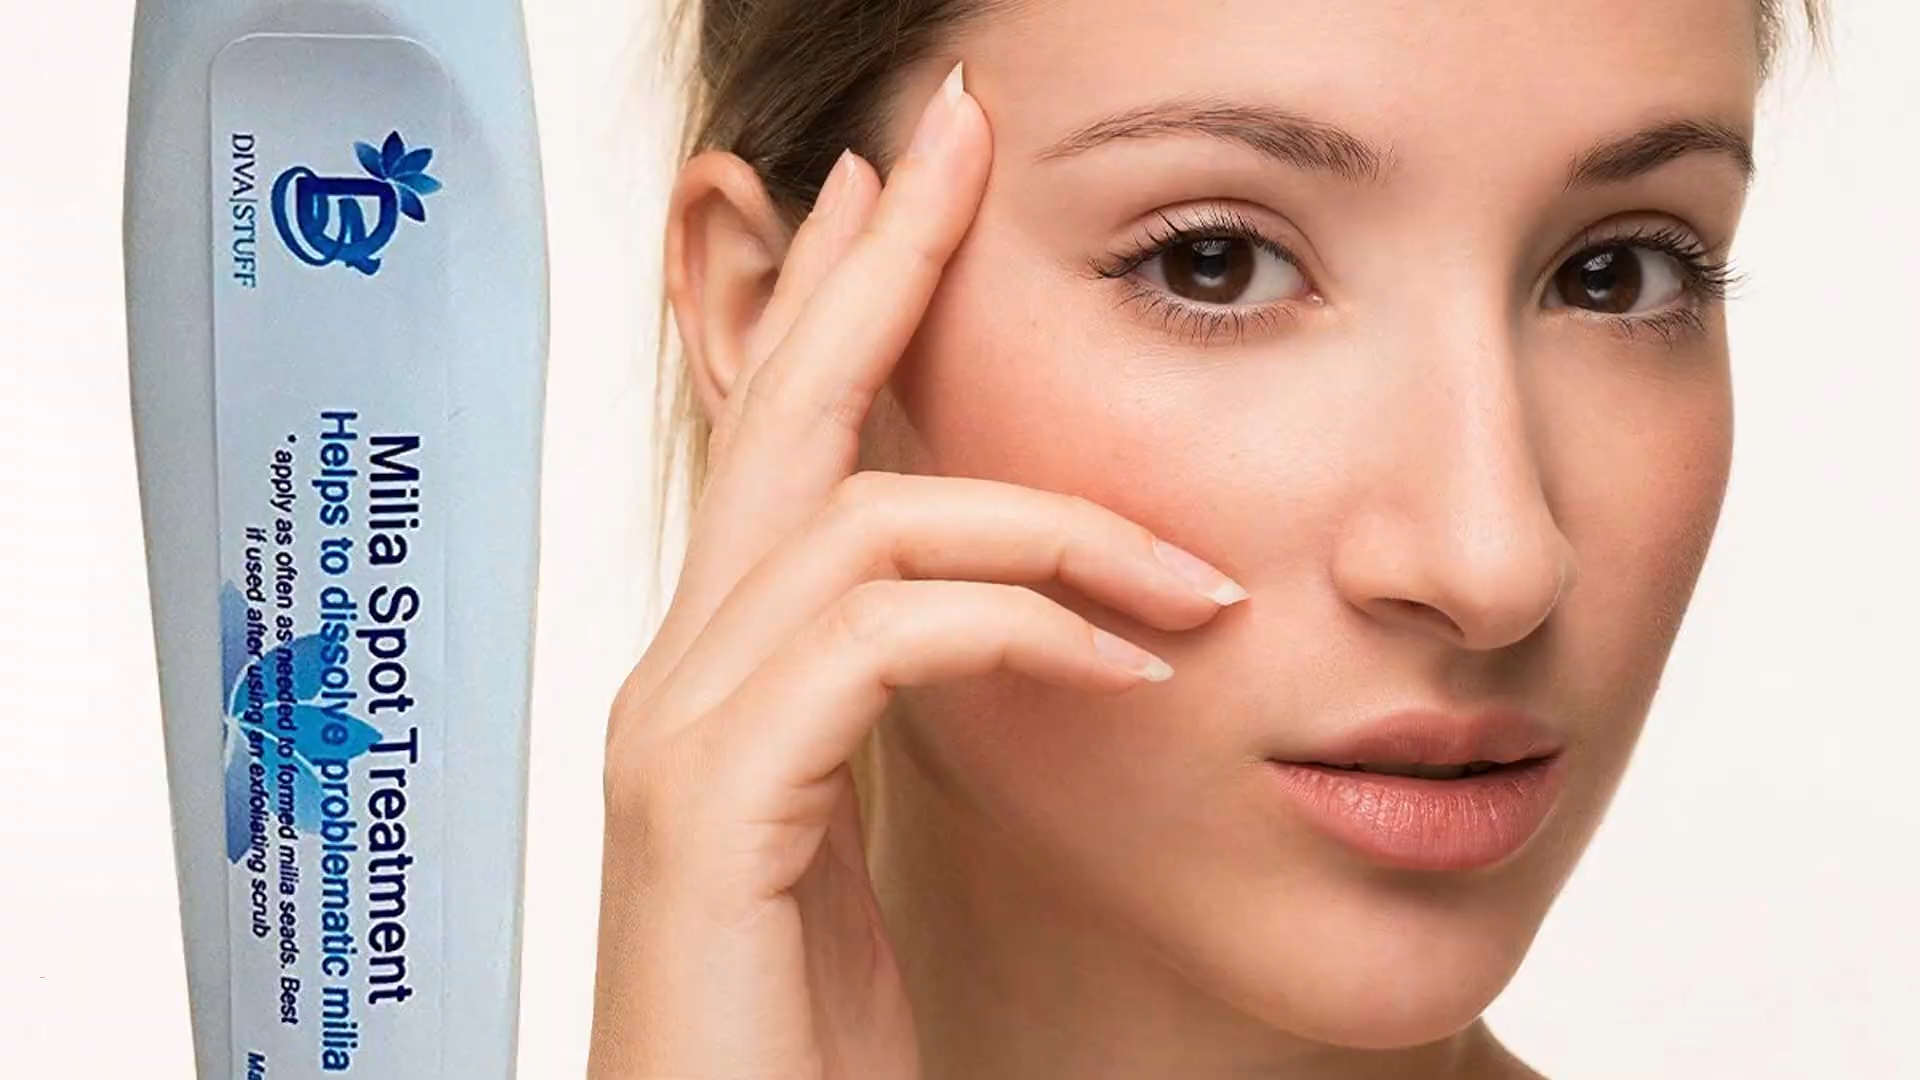 DIVA|STUFF
Milia Spot Treatment
Helps to dissolve problematic milia
* apply as often as needed to formed milia seads. Best
if used after using an exfoliating scrub